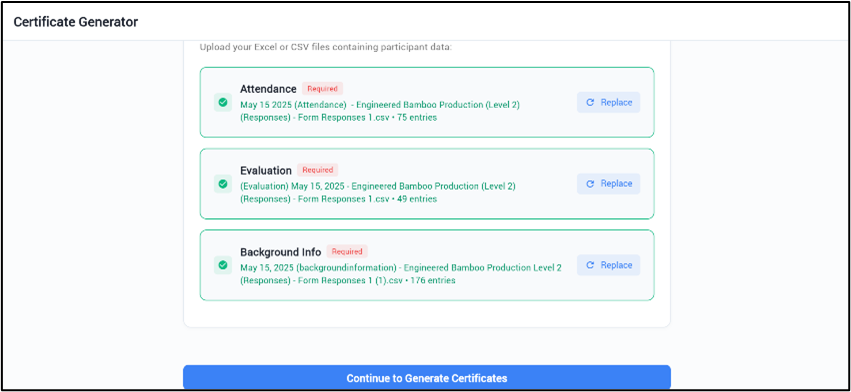 Certificate Generator
Upload your Excel or CSV files containing participant data:
Attendance Required
May 15 2025 (Attendance) - Engineered Bamboo Production (Level 2)
(Responses) - Form Responses 1.csv • 75 entries
Replace
Evaluation Required
(Evaluation) May 15, 2025 - Engineered Bamboo Production (Level 2)
(Responses) - Form Responses 1.csv • 49 entries
Replace
Background Info Required
May 15, 2025 (backgroundinformation) - Engineered Bamboo Production Level 2
(Responses) - Form Responses 1 (1).csv • 176 entries
Replace
Continue to Generate Certificates